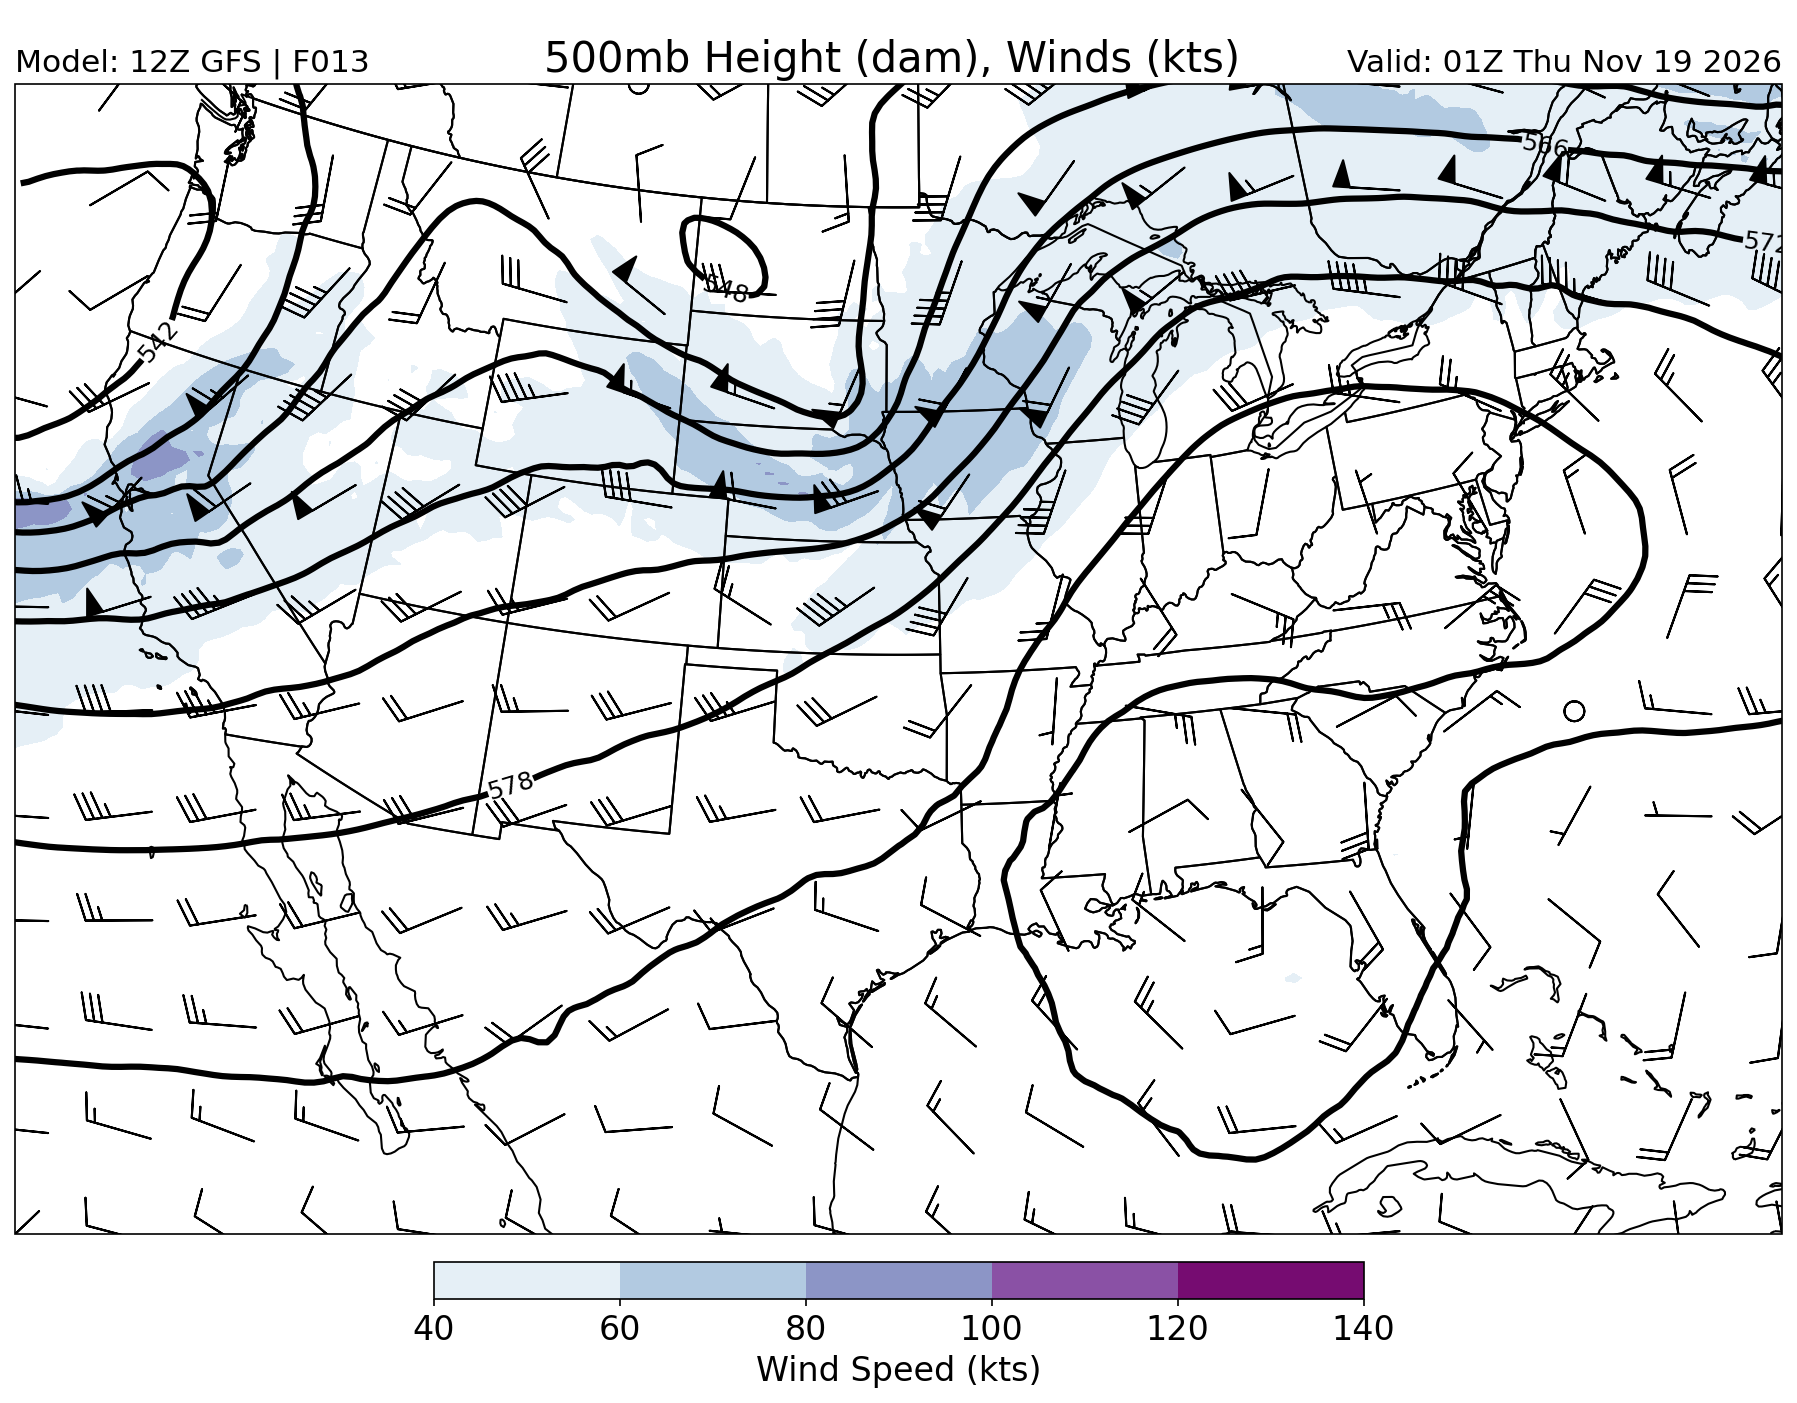 Model: 12Z GFS | F013
500mb Height (dam), Winds (kts)
Valid: 01Z Thu Nov 19 2026
566
572
548
542
578
40 60 80 100 120 140
Wind Speed (kts)